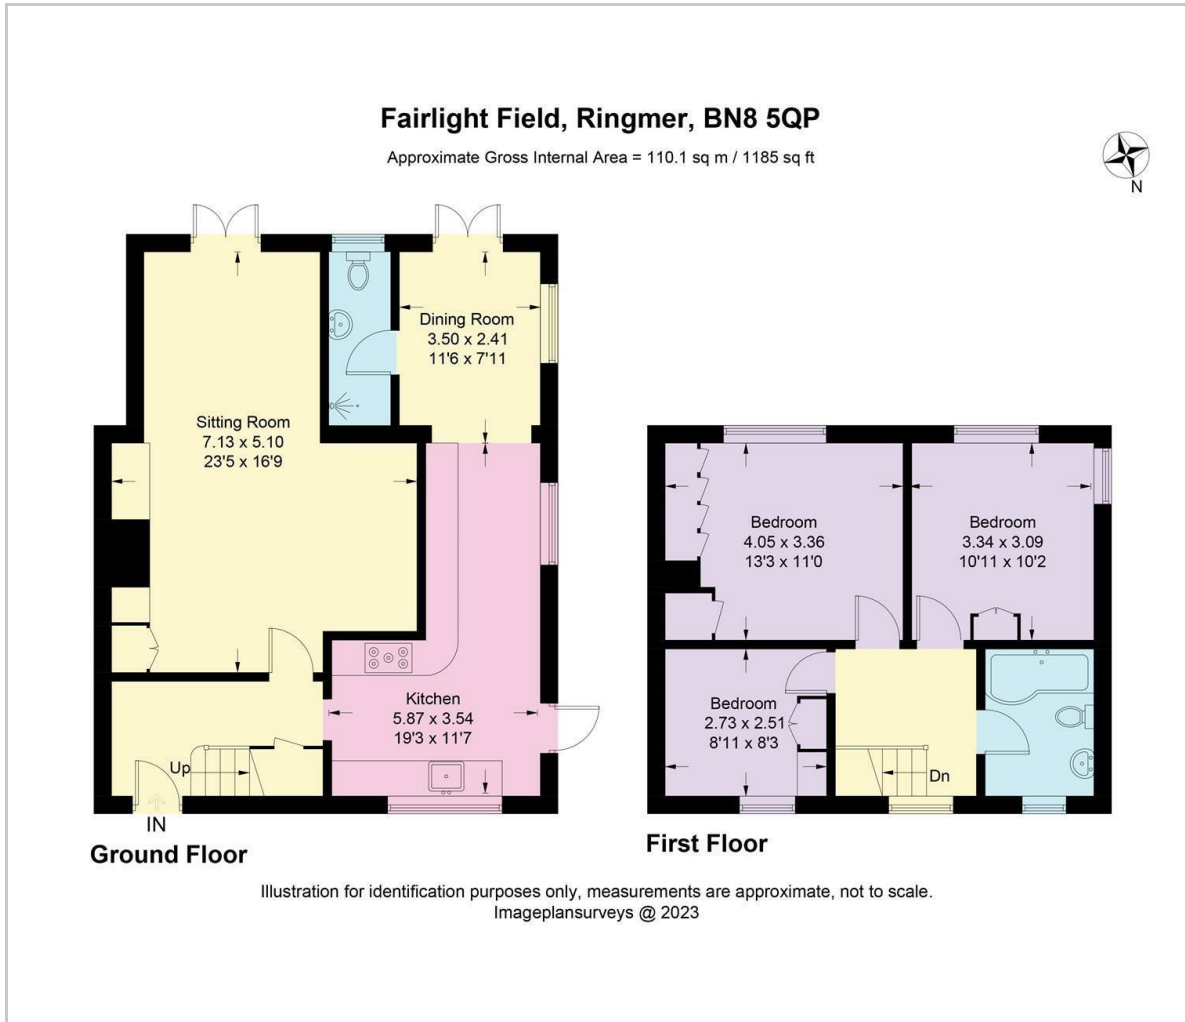 Fairlight Field, Ringmer, BN8 5QP
Approximate Gross Internal Area = 110.1 sq m / 1185 sq ft
N
Dining Room
3.50 x 2.41
11'6 x 7'11
Sitting Room
7.13 x 5.10
23'5 x 16'9
Kitchen
5.87 x 3.54
19'3 x 11'7
Up
IN
Ground Floor
Bedroom
4.05 x 3.36
13'3 x 11'0
Bedroom
3.34 x 3.09
10'11 x 10'2
Bedroom
2.73 x 2.51
8'11 x 8'3
Dn
First Floor
Illustration for identification purposes only, measurements are approximate, not to scale.
Imageplansurveys @ 2023